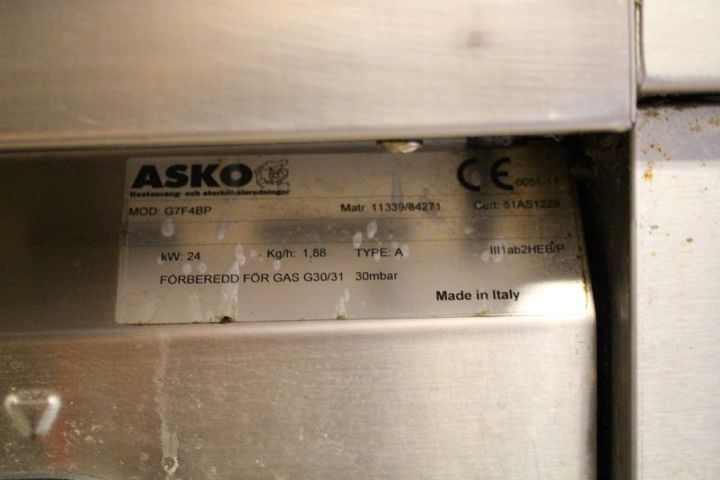 ASKO
Restaurang- och storköksinredningar
CE 0051-11
MOD: G7F4BP Matr 11339/84271 Cert: 51AS1229
kW: 24 Kg/h: 1,88 TYPE: A III1ab2HEB/P
FÖRBEREDD FÖR GAS G30/31 30mbar
Made in Italy